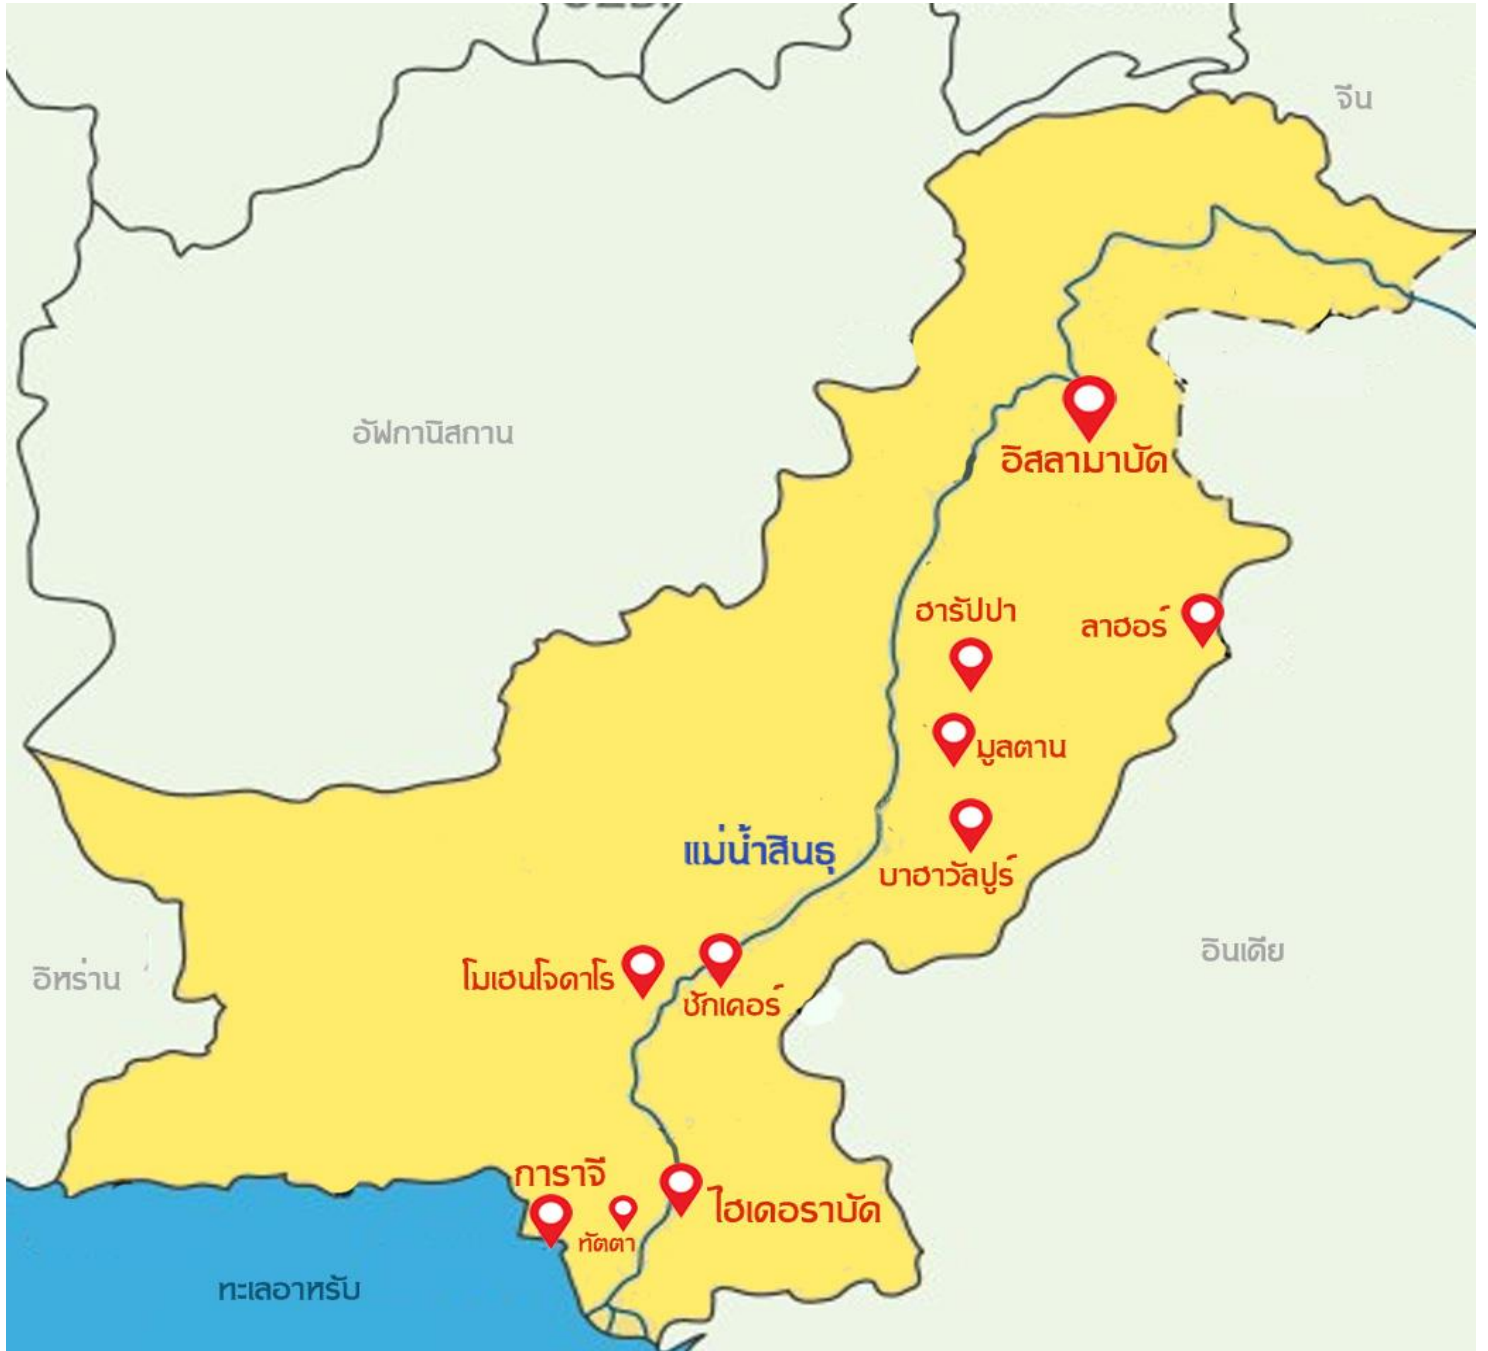 จีน
อัฟกานิสถาน
อิสลามาบัด
ฮารัปปา
ลาฮอร์
มูลตาน
แม่น้ำสินธุ
บาฮาวัลปูร์
อินเดีย
อิหร่าน
โมเฮนโจดาโร
ซักเคอร์
การาจี
ไฮเดอราบัด
ทัตตา
ทะเลอาหรับ